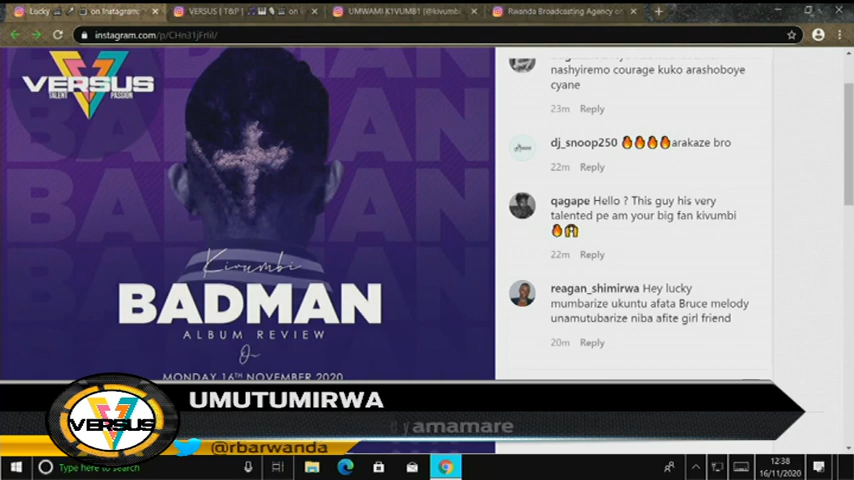 Lucky
on Instagram:
VERSUS | T&P |
on I
UMWAMI K1VUMB1 (@kivumbi
Rwanda Broadcasting Agency on
instagram.com/p/CHn31jFrlil/
VERSUS
BADMAN
Kivumbi
BADMAN
ALBUM REVIEW
On
MONDAY 16TH NOVEMBER 2020
nashyiremo courage kuko arashoboye
cyane
23m Reply
dj_snoop250 🔥🔥🔥🔥arakaze bro
22m Reply
qagape Hello ? This guy his very
talented pe am your big fan kivumbi
🔥😱
22m Reply
reagan_shimirwa Hey lucky
mumbarize ukuntu afata Bruce melody
unamutubarize niba afite girl friend
20m Reply
UMUTUMIRWA
yamamare
VERSUS
@rbarwanda
Type here to search
12:38
16/11/2020